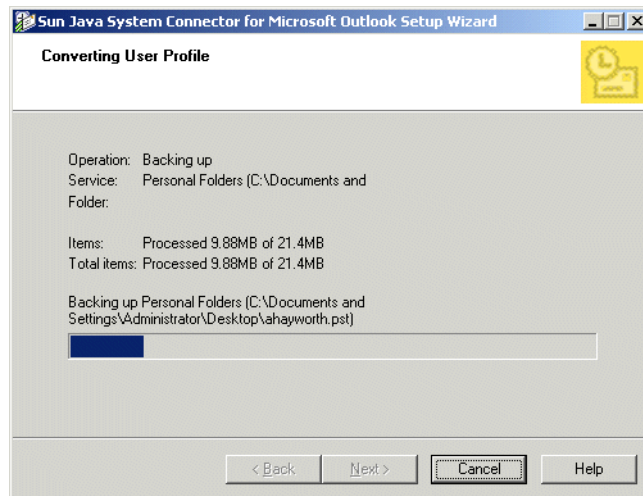 Sun Java System Connector for Microsoft Outlook Setup Wizard
Converting User Profile
Operation: Backing up
Service: Personal Folders (C:\Documents and
Folder:
Items: Processed 9.88MB of 21.4MB
Total items: Processed 9.88MB of 21.4MB
Backing up Personal Folders (C:\Documents and
Settings\Administrator\Desktop\ahayworth.pst)
< Back Next > Cancel Help